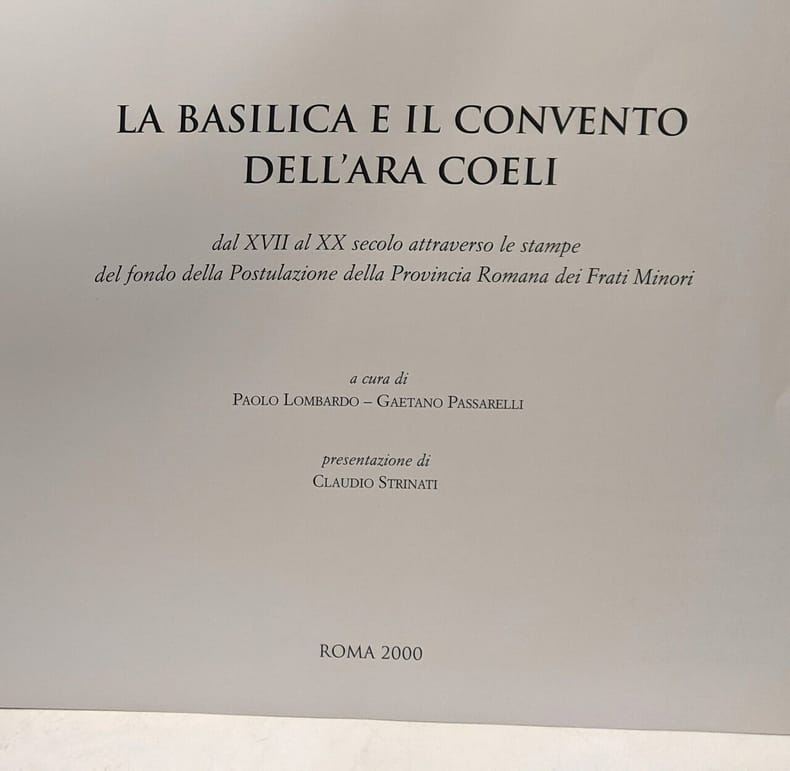 LA BASILICA E IL CONVENTO
DELL'ARA COELI
dal XVII al XX secolo attraverso le stampe
del fondo della Postulazione della Provincia Romana dei Frati Minori
a cura di
PAOLO LOMBARDO – GAETANO PASSARELLI
presentazione di
CLAUDIO STRINATI
ROMA 2000